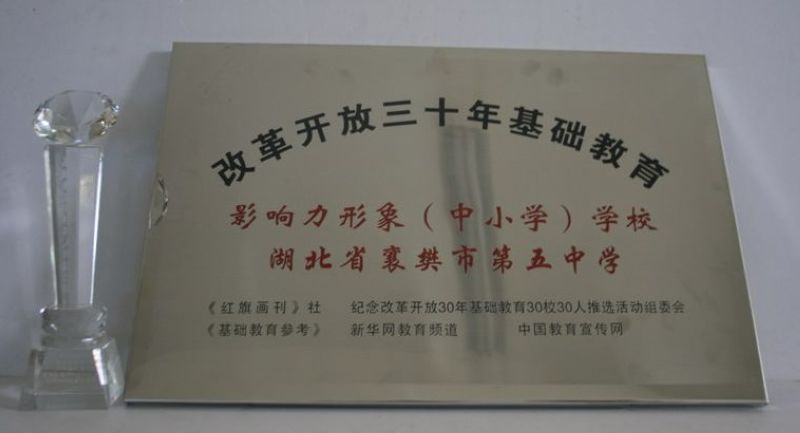 改革开放三十年基础教育
影响力形象（中小学）学校
湖北省襄樊市第五中学
《红旗画刊》社 纪念改革开放30年基础教育30校30人推选活动组委会
《基础教育参考》 新华网教育频道 中国教育宣传网